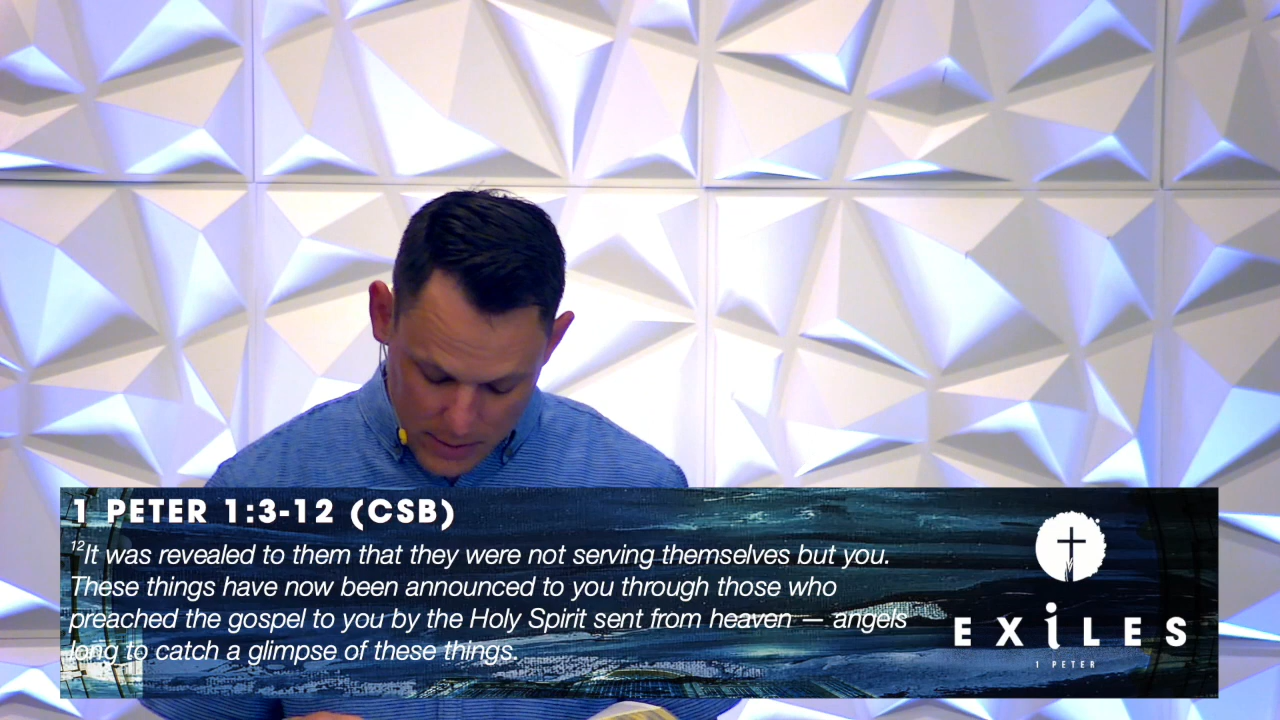 1 PETER 1:3-12 (CSB)
12It was revealed to them that they were not serving themselves but you.
These things have now been announced to you through those who
preached the gospel to you by the Holy Spirit sent from heaven — angels
long to catch a glimpse of these things.
EXiLES
1 PETER